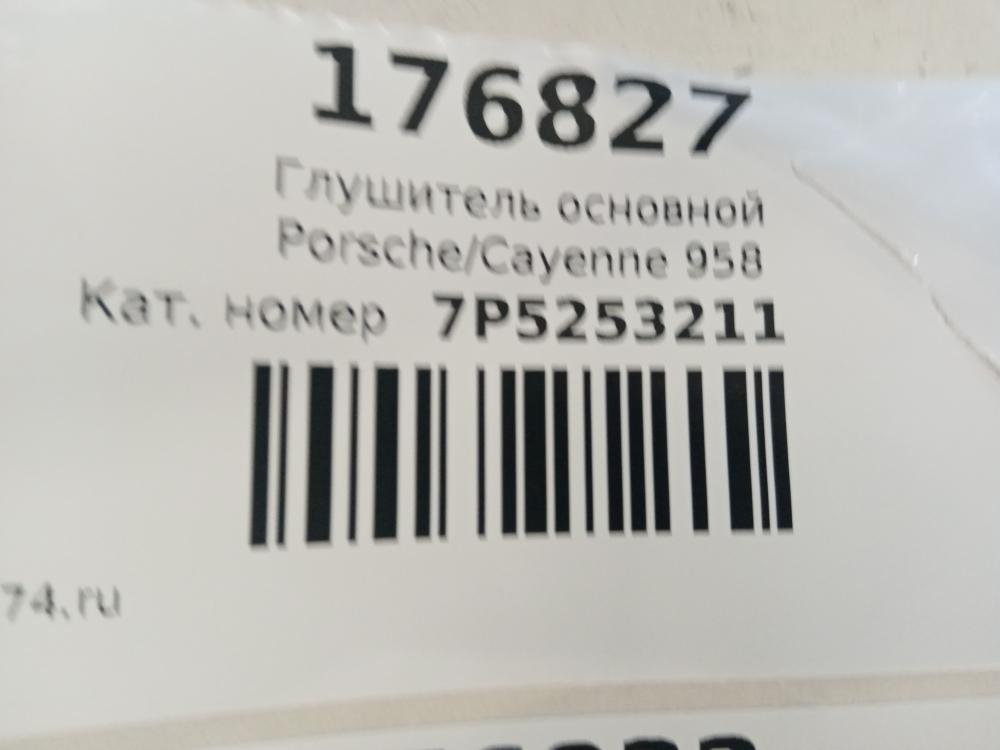 176827
Глушитель основной
Porsche/Cayenne 958
Кат. номер 7P5253211
74.ru